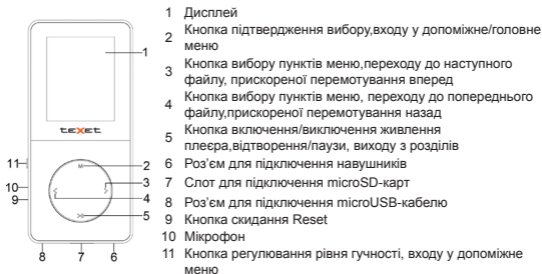 1 Дисплей
2 Кнопка підтвердження вибору,входу у допоміжне/головне
меню
3 Кнопка вибору пунктів меню,переходу до наступного
файлу, прискореної перемотування вперед
4 Кнопка вибору пунктів меню, переходу до попереднього
файлу,прискореної перемотування назад
5 Кнопка включення/виключення живлення
плеєра,відтворення/паузи, виходу з розділів
6 Роз’єм для підключення навушників
7 Слот для підключення microSD-карт
8 Роз’єм для підключення microUSB-кабелю
9 Кнопка скидання Reset
10 Мікрофон
11 Кнопка регулювання рівня гучності, входу у допоміжне
меню
1
teXet
11
M
2
10
3
9
4
5
8 7 6